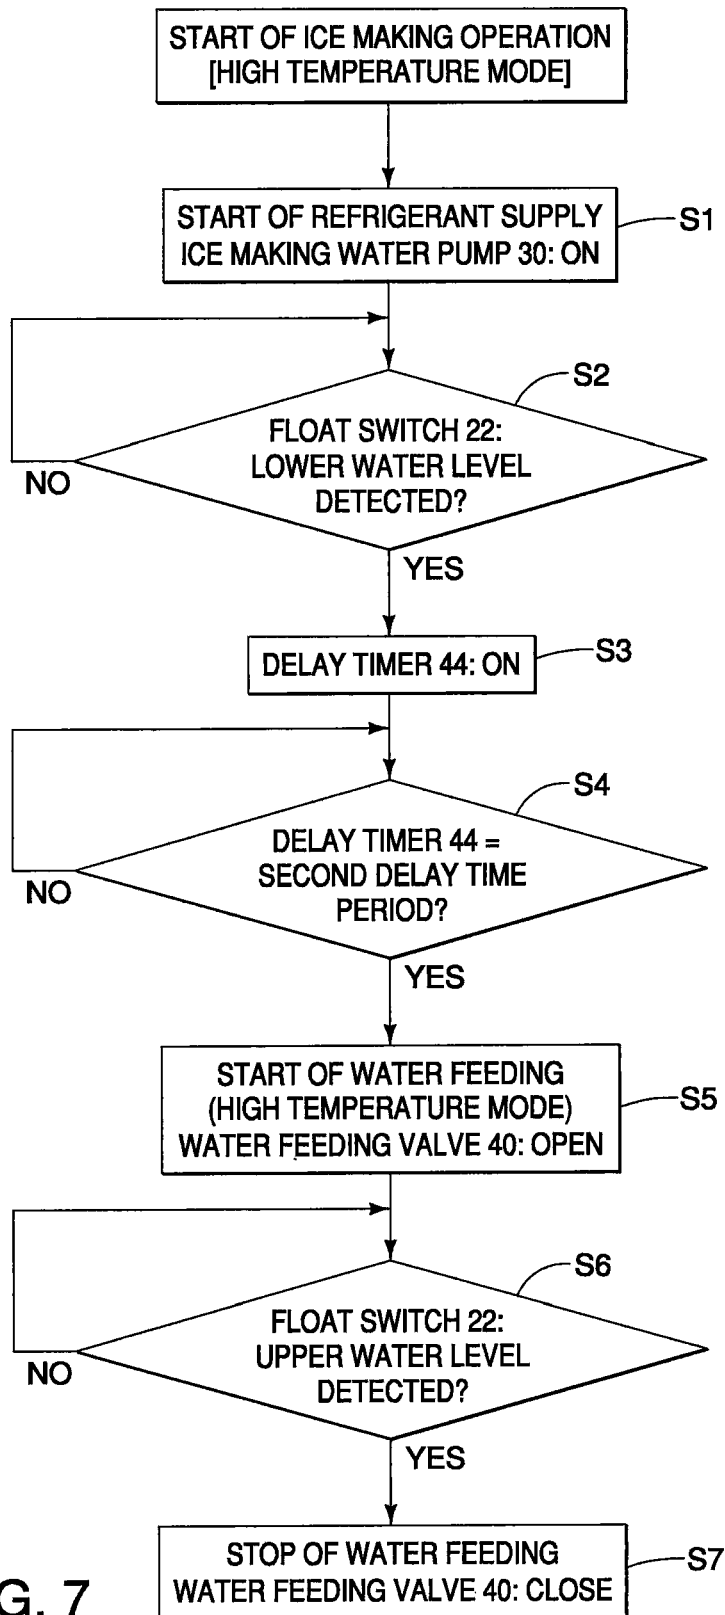 START OF ICE MAKING OPERATION
[HIGH TEMPERATURE MODE]
START OF REFRIGERANT SUPPLY
ICE MAKING WATER PUMP 30: ON
S1
S2
FLOAT SWITCH 22:
LOWER WATER LEVEL
DETECTED?
NO
YES
DELAY TIMER 44: ON
S3
S4
DELAY TIMER 44 =
SECOND DELAY TIME
PERIOD?
NO
YES
START OF WATER FEEDING
(HIGH TEMPERATURE MODE)
WATER FEEDING VALVE 40: OPEN
S5
S6
FLOAT SWITCH 22:
UPPER WATER LEVEL
DETECTED?
NO
YES
STOP OF WATER FEEDING
WATER FEEDING VALVE 40: CLOSE
S7
G. 7